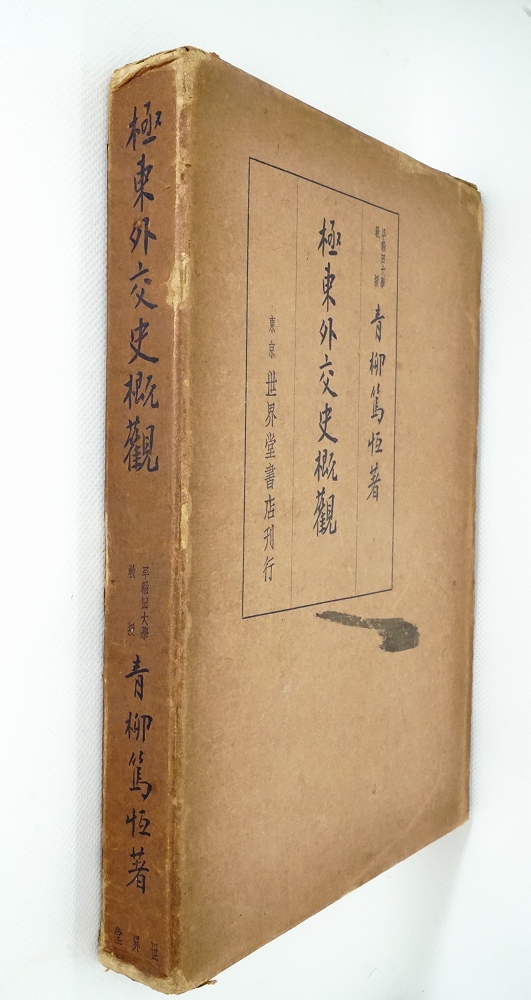 極東外交史概觀
早稲田大學
教授
青柳篤恒著
世界堂
早稲田大學
教授
青柳篤恒著
極東外交史概觀
東京
世界堂書店刊行